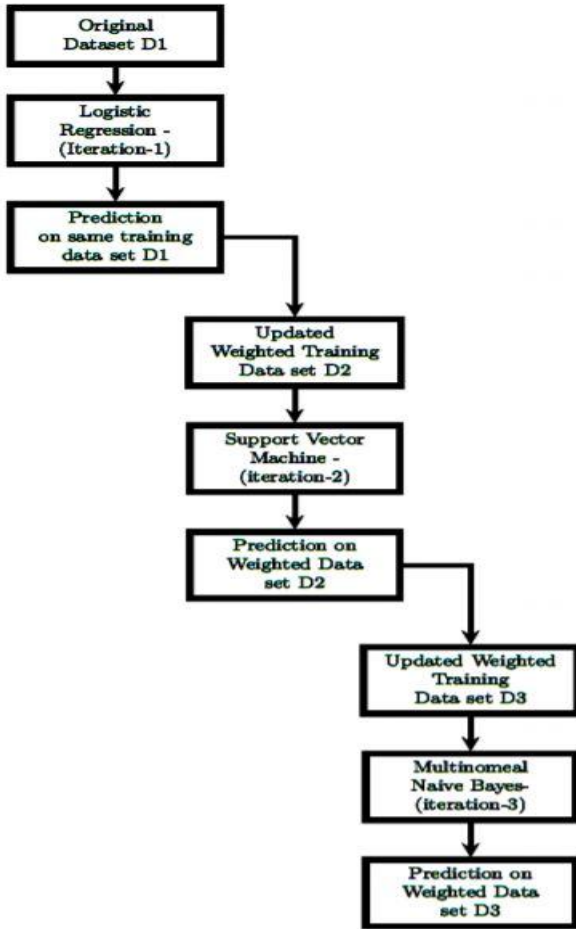 Original
Dataset D1
Logistic
Regression -
(Iteration-1)
Prediction
on same training
data set D1
Updated
Weighted Training
Data set D2
Support Vector
Machine -
(iteration-2)
Prediction on
Weighted Data
set D2
Updated Weighted
Training
Data set D3
Multinomeal
Naive Bayes-
(iteration-3)
Prediction on
Weighted Data
set D3